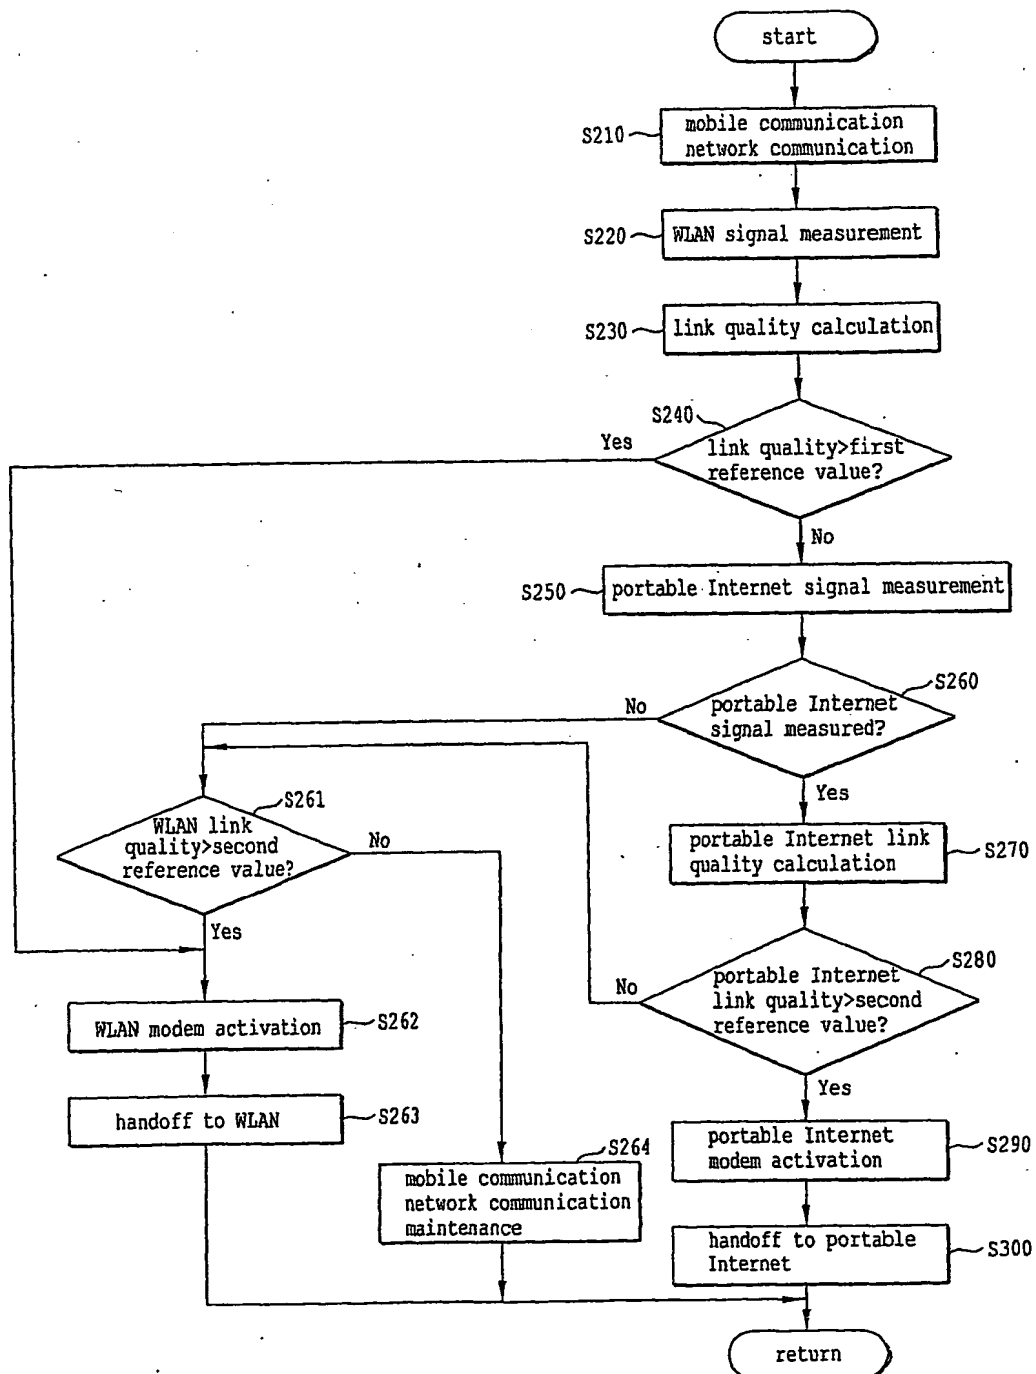 start
S210
mobile communication
network communication
S220
WLAN signal measurement
S230
link quality calculation
S240
link quality>first
reference value?
Yes
No
S250
portable Internet signal measurement
S260
portable Internet
signal measured?
No
Yes
S261
WLAN link
quality>second
reference value?
No
Yes
S270
portable Internet link
quality calculation
S280
portable Internet
link quality>second
reference value?
No
Yes
S262
WLAN modem activation
S263
handoff to WLAN
S264
mobile communication
network communication
maintenance
S290
portable Internet
modem activation
S300
handoff to portable
Internet
return